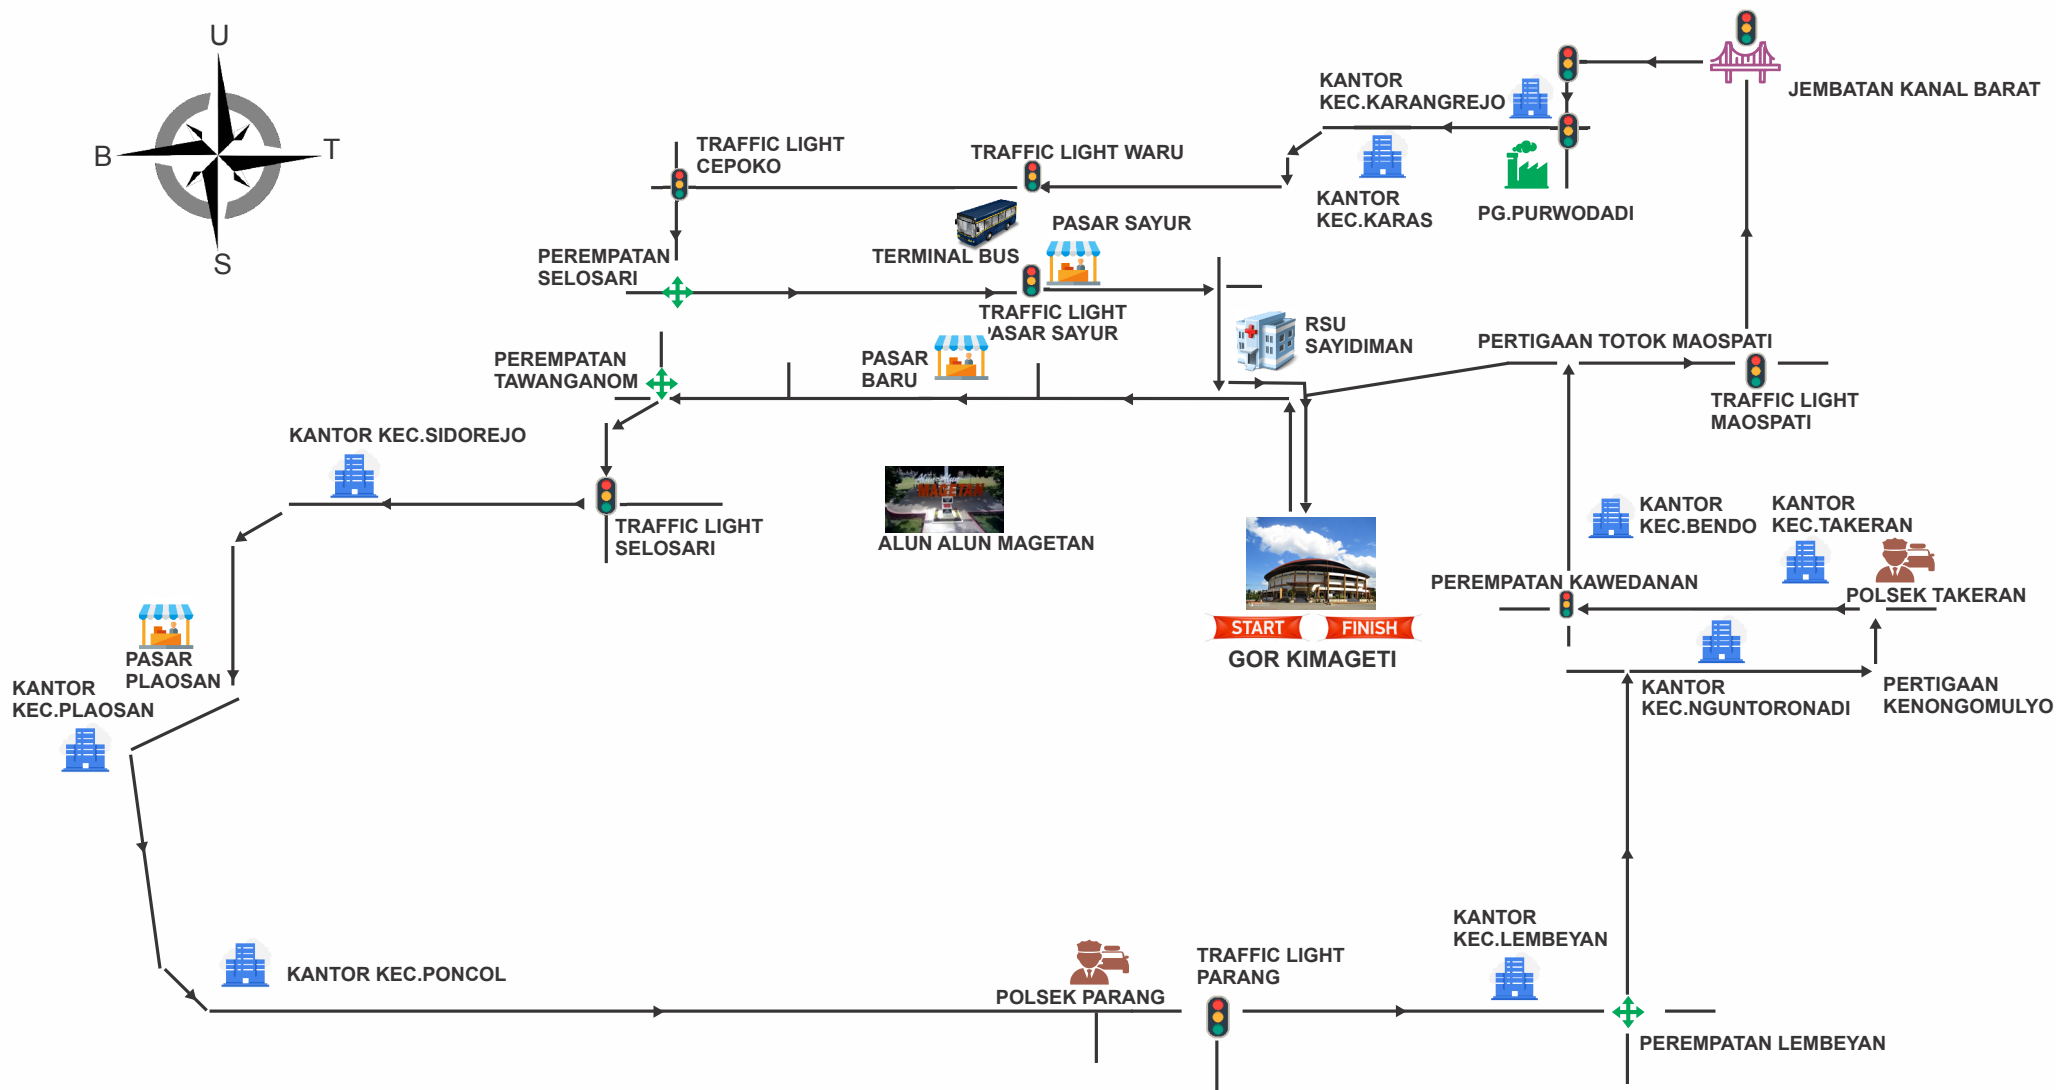 U
B
T
S
JEMBATAN KANAL BARAT
KANTOR
KEC.KARANGREJO
KANTOR
KEC.KARAS
PG.PURWODADI
TRAFFIC LIGHT
CEPOKO
TRAFFIC LIGHT WARU
TERMINAL BUS
PASAR SAYUR
PEREMPATAN
SELOSARI
TRAFFIC LIGHT
PASAR SAYUR
RSU
SAYIDIMAN
PERTIGAAN TOTOK MAOSPATI
TRAFFIC LIGHT
MAOSPATI
PEREMPATAN
TAWANGANOM
PASAR
BARU
KANTOR KEC.SIDOREJO
TRAFFIC LIGHT
SELOSARI
MAGETAN
ALUN ALUN MAGETAN
START
FINISH
GOR KIMAGETI
KANTOR
KEC.BENDO
KANTOR
KEC.TAKERAN
PEREMPATAN KAWEDANAN
POLSEK TAKERAN
KANTOR
KEC.NGUNTORONADI
PERTIGAAN
KENONGOMULYO
PASAR
PLAOSAN
KANTOR
KEC.PLAOSAN
KANTOR KEC.PONCOL
POLSEK PARANG
TRAFFIC LIGHT
PARANG
KANTOR
KEC.LEMBEYAN
PEREMPATAN LEMBEYAN